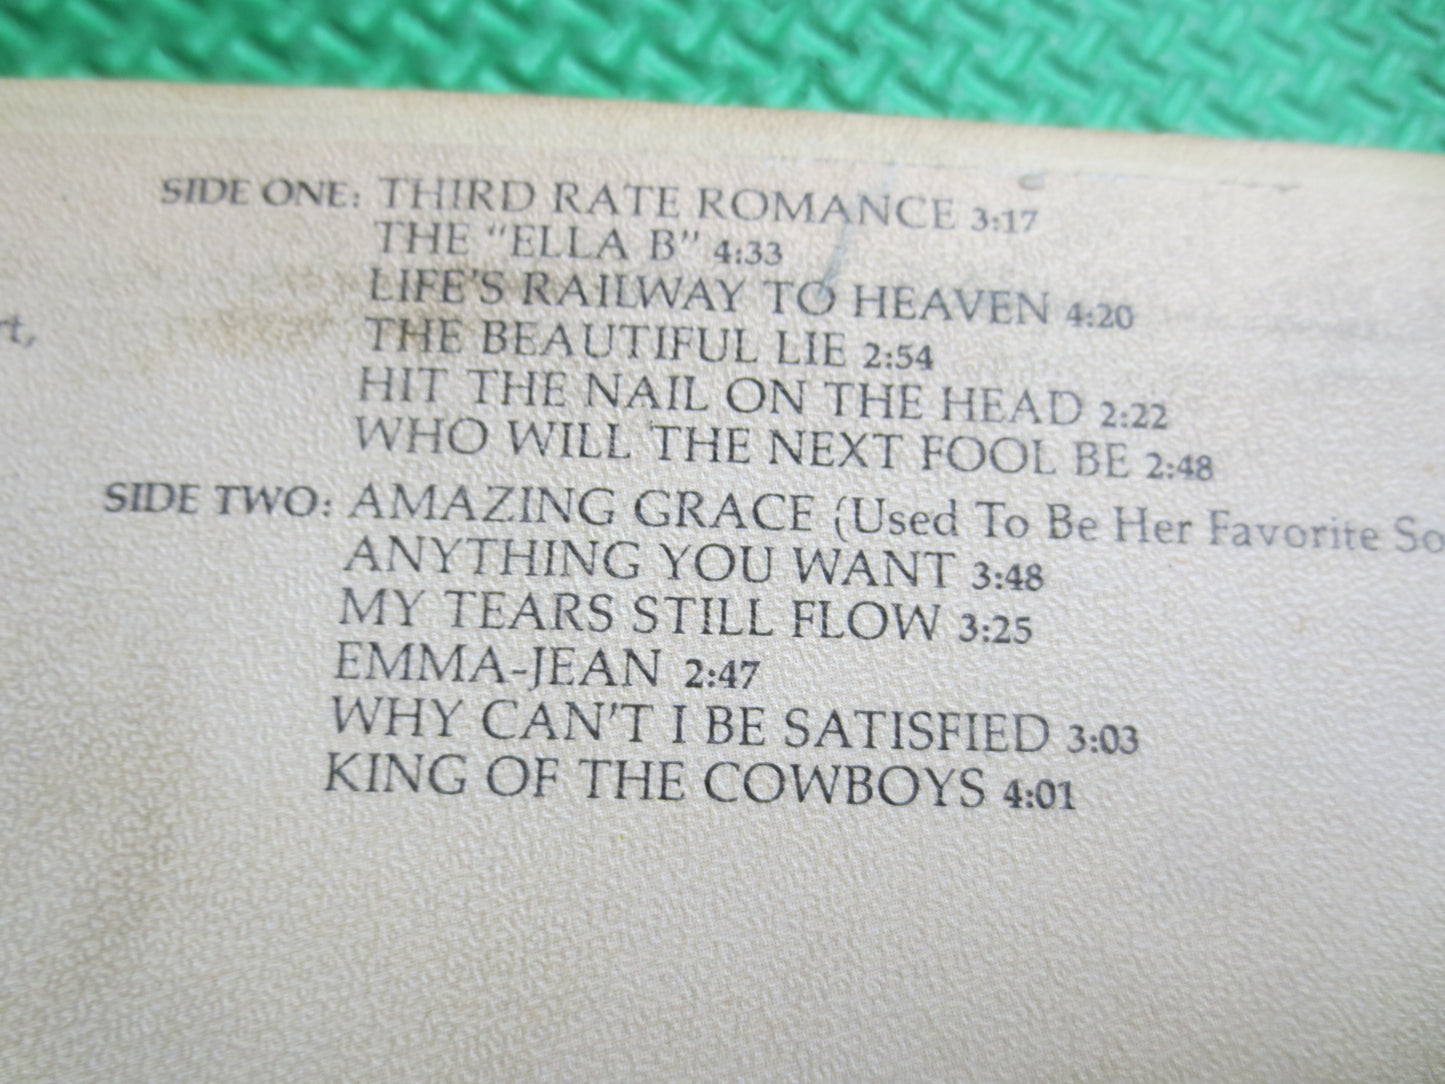 SIDE ONE: THIRD RATE ROMANCE 3:17
THE "ELLA B" 4:33
LIFE'S RAILWAY TO HEAVEN 4:20
THE BEAUTIFUL LIE 2:54
HIT THE NAIL ON THE HEAD 2:22
WHO WILL THE NEXT FOOL BE 2:48
SIDE TWO: AMAZING GRACE (Used To Be Her Favorite So
ANYTHING YOU WANT 3:48
MY TEARS STILL FLOW 3:25
EMMA-JEAN 2:47
WHY CAN'T I BE SATISFIED 3:03
KING OF THE COWBOYS 4:01